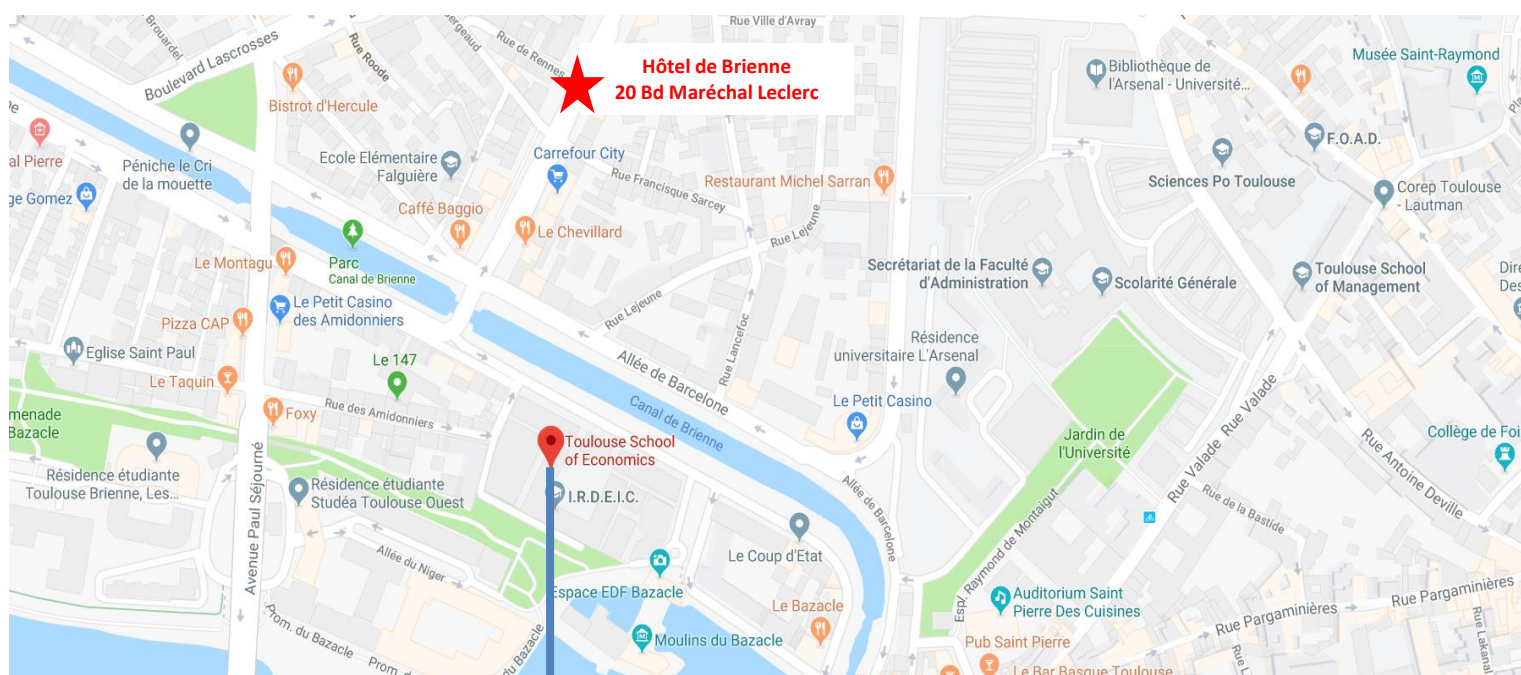 Rue Ville d'Avray
Brouardel
Rue Roode
Rue de Rennes
Boulevard Lascrosses
Hôtel de Brienne
20 Bd Maréchal Leclerc
Musée Saint-Raymond
Bibliothèque de
l'Arsenal - Université...
Bistrot d'Hercule
al Pierre
Péniche le Cri
de la mouette
Ecole Elémentaire
Falguière
Carrefour City
Rue Francisque Sarcey
Restaurant Michel Sarran
F.O.A.D.
Sciences Po Toulouse
Corep Toulouse
- Lautman
ge Gomez
Caffé Baggio
Le Chevillard
Rue Lejeune
Le Montagu
Parc
Canal de Brienne
Secrétariat de la Faculté
d'Administration
Scolarité Générale
Toulouse School
of Management
Dire
Des
Le Petit Casino
des Amidonniers
Pizza CAP
Rue Lejeune
Rue Lancefoc
Résidence
universitaire L'Arsenal
Eglise Saint Paul
Le Taquin
Le 147
Allée de Barcelone
Canal de Brienne
Le Petit Casino
Rue Valade
Rue Valade
menade
Bazacle
Foxy
Rue des Amidonniers
Toulouse School
of Economics
Jardin de
l'Université
Collège de Foi
Rue Antoine Deville
Résidence étudiante
Toulouse Brienne, Les...
Avenue Paul Séjourné
Résidence étudiante
Studéa Toulouse Ouest
I.R.D.E.I.C.
Allée de Barcelone
Rue de la Bastide
Allée du Niger
Le Coup d'Etat
Espl. Raymond de Montaigut
Espace EDF Bazacle
Le Bazacle
Auditorium Saint
Pierre Des Cuisines
Rue Pargaminières
Rue Pargaminières
Prom. du Bazacle
Prom.
du Bazacle
Moulins du Bazacle
Pub Saint Pierre
Le Bar Basque Toulouse
Rue L
Rue Lakanal